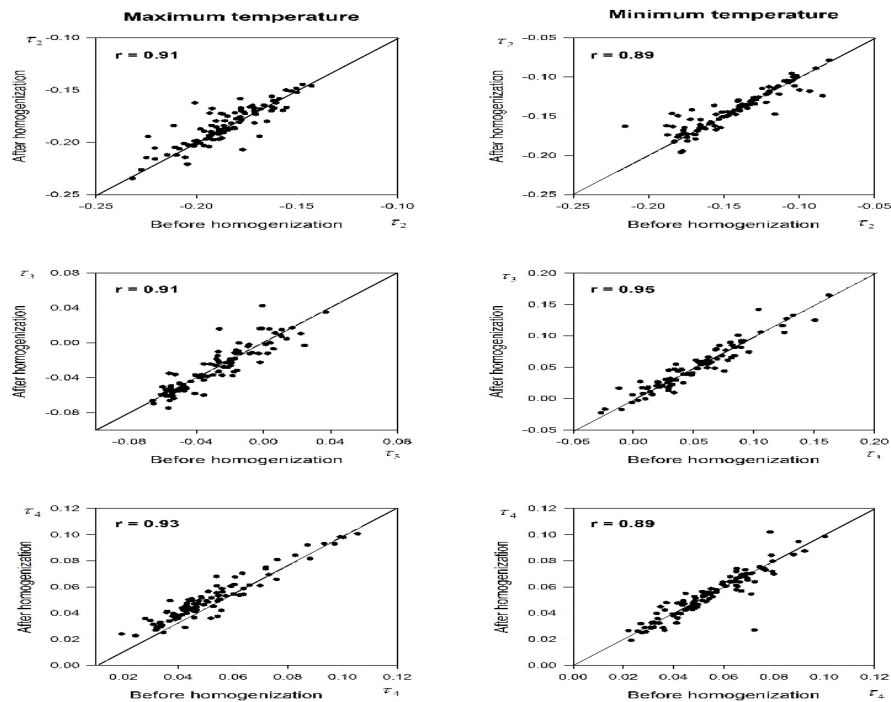 Maximum temperature
Minimum temperature
τ₂
-0.10
r = 0.91
-0.15
-0.20
-0.25
After homogenization
-0.25
-0.20
-0.15
-0.10
Before homogenization
τ₂
τ₂
-0.05
r = 0.89
-0.10
-0.15
-0.20
-0.25
After homogenization
-0.25
-0.20
-0.15
-0.10
-0.05
Before homogenization
τ₂
τ₃
0.08
r = 0.91
0.04
0.00
-0.04
-0.08
After homogenization
-0.08
-0.04
0.00
0.04
0.08
Before homogenization
τ₃
τ₃
0.20
r = 0.95
0.15
0.10
0.05
0.00
-0.05
After homogenization
-0.05
0.00
0.05
0.10
0.15
0.20
Before homogenization
τ₃
τ₄
0.12
r = 0.93
0.10
0.08
0.06
0.04
0.02
0.00
After homogenization
0.02
0.04
0.06
0.08
0.10
0.12
Before homogenization
τ₄
τ₄
0.12
r = 0.89
0.10
0.08
0.06
0.04
0.02
0.00
After homogenization
0.00
0.02
0.04
0.06
0.08
0.10
0.12
Before homogenization
τ₄